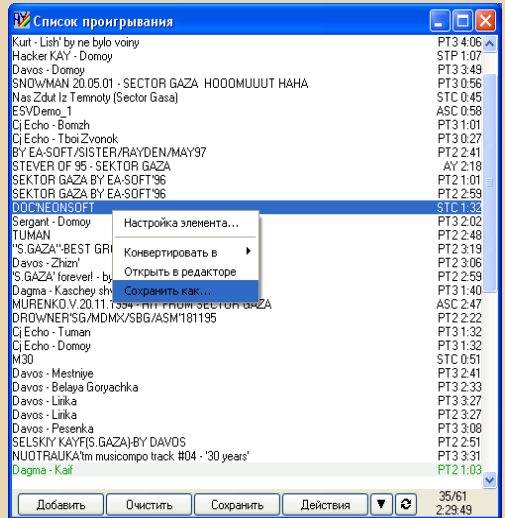 Список проигрывания
Kurt - Lish' by ne bylo voiny PT3 4:06
Hacker KAY - Domoy STP 1:07
Davos - Domoy PT3 3:49
SNOWMAN 20.05.01 - SECTOR GAZA HOOOMUUUT HAHA PT3 0:56
Nas Zdut Iz Temnoty (Sector Gasa) STC 0:45
ESVDemo_1 ASC 0:58
Cj Echo - Bomzh PT3 1:01
Cj Echo - Tboi Zvonok PT3 0:27
BY EA-SOFT/SISTER/RAYDEN/MAY97 PT2 2:41
STEVER OF 95 - SEKTOR GAZA AY 2:18
SEKTOR GAZA BY EA-SOFT'96 PT2 1:01
SEKTOR GAZA BY EA-SOFT'96 PT2 2:59
DOC'NEONSOFT STC 1:32
Sergant - Domoy PT3 2:02
Настройка элемента...
TUMAN PT2 2:48
"S.GAZA"-BEST PT2 3:19
Конвертировать в
Davos - Zhizn' PT2 3:06
Открыть в редакторе
'S.GAZA' forever! - by PT2 2:59
Dagma - Kaschey PT3 1:40
Сохранить как...
MURENKO.V.20.11.1994 - HIT FROM SECTOR GAZA ASC 2:47
DROWNER'SG/MDMX/SBG/ASM'181195 PT2 2:22
Cj Echo - Tuman PT3 1:32
Cj Echo - Domoy PT3 1:32
M30 STC 0:51
Davos - Mestniye PT3 2:41
Davos - Belaya Goryachka PT3 2:33
Davos - Lirika PT3 3:27
Davos - Lirika PT2 3:27
Davos - Pesenka PT3 3:08
SELSKIY KAYF(S.GAZA)-BY DAVOS PT2 2:51
NUOTRAUKA'tm musicompo track #04 - '30 years' PT3 3:31
Dagma - Kaif PT2 1:03
Добавить Очистить Сохранить Действия 35/61
2:29:49